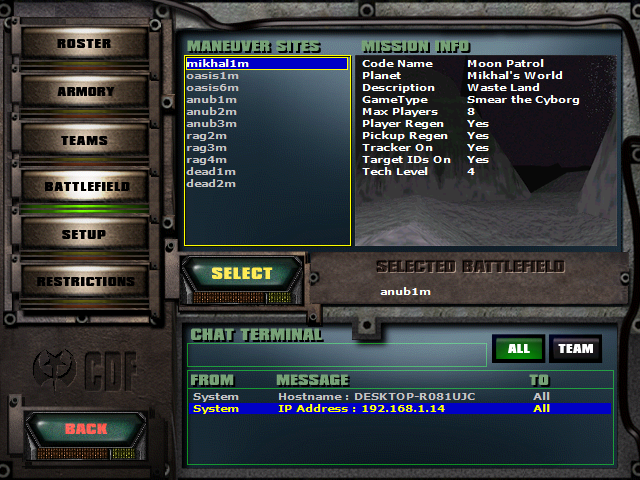 ROSTER
ARMORY
TEAMS
BATTLEFIELD
SETUP
RESTRICTIONS
CDF
BACK
MANEUVER SITES
mikhal1m
oasis1m
oasis6m
anub1m
anub2m
anub3m
rag2m
rag3m
rag4m
dead1m
dead2m
MISSION INFO
Code Name Moon Patrol
Planet Mikhal's World
Description Waste Land
GameType Smear the Cyborg
Max Players 8
Player Regen Yes
Pickup Regen Yes
Tracker On Yes
Target IDs On Yes
Tech Level 4
SELECT
SELECTED BATTLEFIELD
anub1m
CHAT TERMINAL
ALL TEAM
FROM MESSAGE TO
System Hostname : DESKTOP-R081UJC All
System IP Address : 192.168.1.14 All